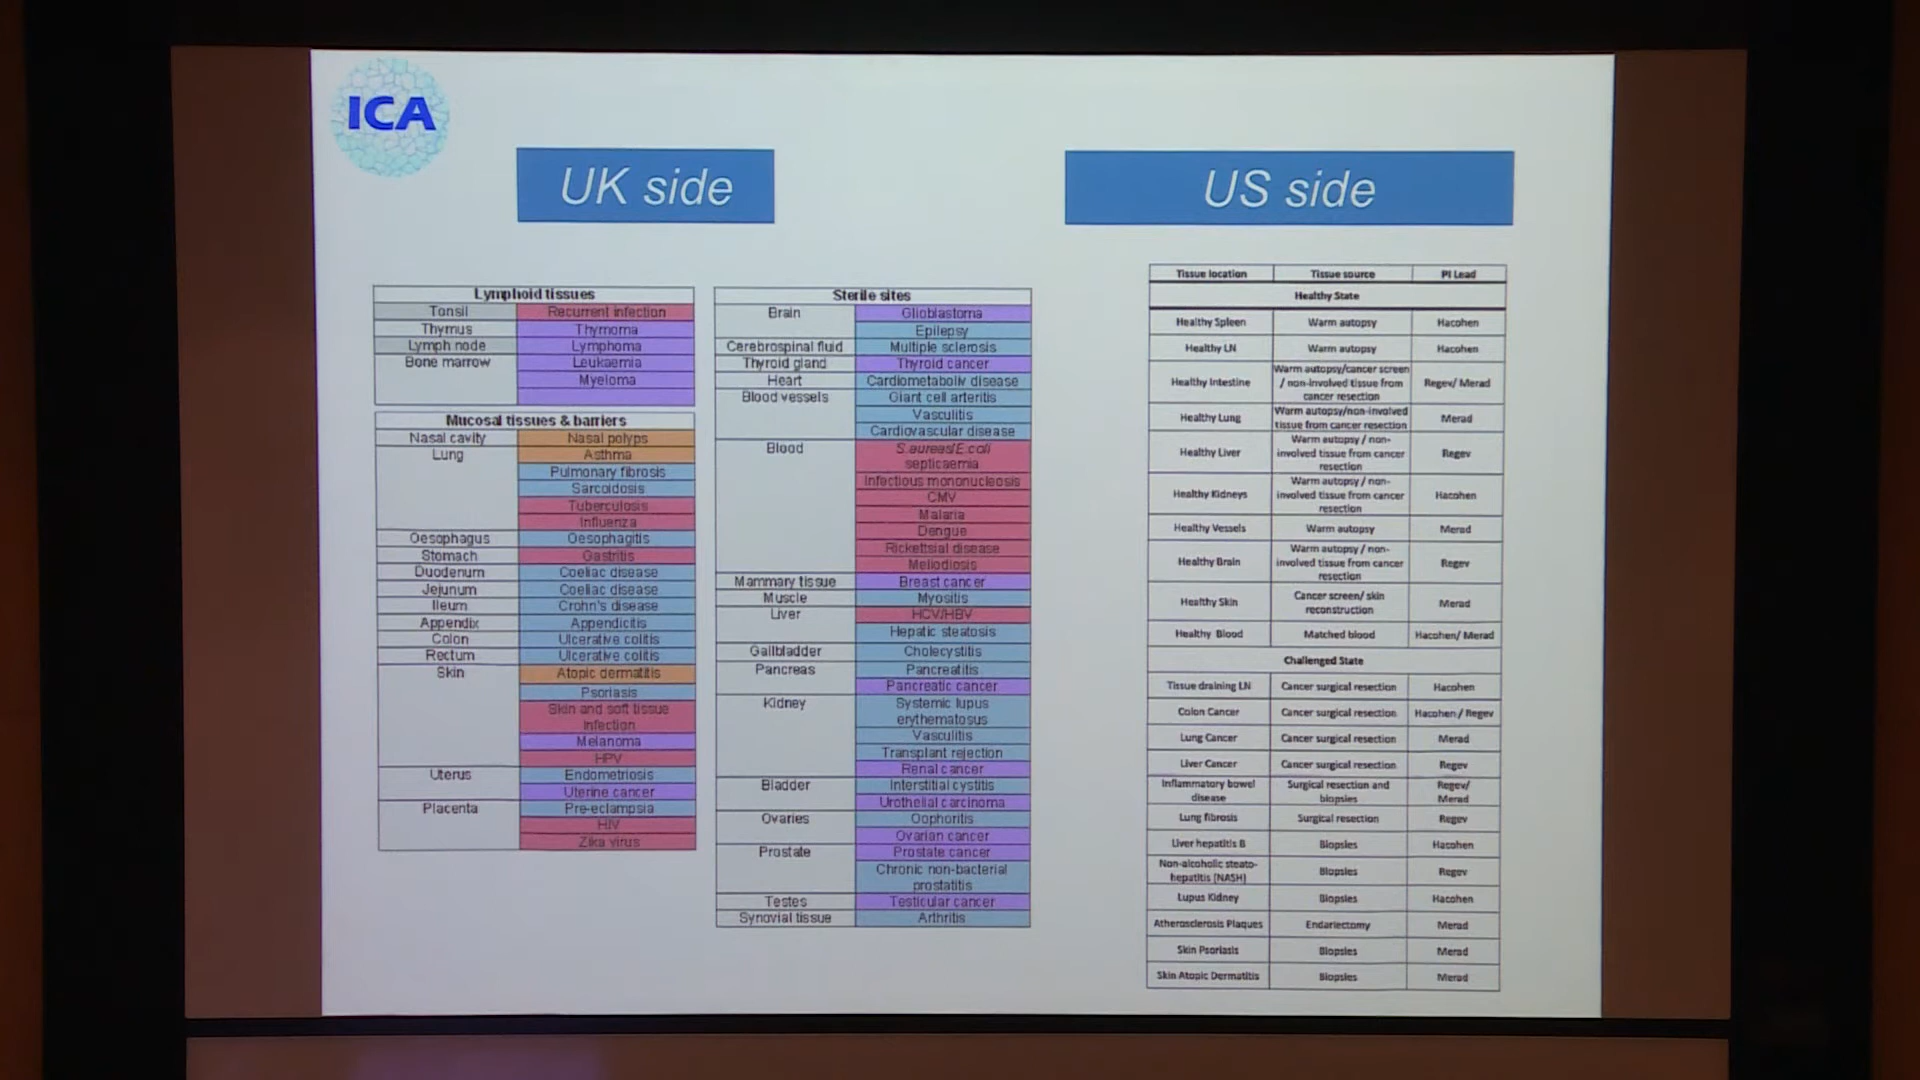 ICA
UK side
US side
Lymphoid tissues
Tonsil Recurrent infection
Thymus Thymoma
Lymph node Lymphoma
Bone marrow Leukaemia
Myeloma
Mucosal tissues & barriers
Nasal cavity Nasal polyps
Lung Asthma
Pulmonary fibrosis
Sarcoidosis
Tuberculosis
Influenza
Oesophagus Oesophagitis
Stomach Gastritis
Duodenum Coeliac disease
Jejunum Coeliac disease
Ileum Crohn's disease
Appendix Appendicitis
Colon Ulcerative colitis
Rectum Ulcerative colitis
Skin Atopic dermatitis
Psoriasis
Skin and soft tissue
infection
Melanoma
HPV
Uterus Endometriosis
Uterine cancer
Placenta Pre-eclampsia
HIV
Zika virus
Sterile sites
Brain Glioblastoma
Epilepsy
Cerebrospinal fluid Multiple sclerosis
Thyroid gland Thyroid cancer
Heart Cardiometaboliv disease
Blood vessels Giant cell arteritis
Vasculitis
Cardiovascular disease
Blood S.aureas/E.coli
septicaemia
Infectious mononucleosis
CMV
Malaria
Dengue
Rickettsial disease
Meliodiosis
Mammary tissue Breast cancer
Muscle Myositis
Liver HCV/HBV
Hepatic steatosis
Gallbladder Cholecystitis
Pancreas Pancreatitis
Pancreatic cancer
Kidney Systemic lupus
erythematosus
Vasculitis
Transplant rejection
Renal cancer
Bladder Interstitial cystitis
Urothelial carcinoma
Ovaries Oophoritis
Ovarian cancer
Prostate Prostate cancer
Chronic non-bacterial
prostatitis
Testes Testicular cancer
Synovial tissue Arthritis
Tissue location Tissue source PI Lead
Healthy State
Healthy Spleen Warm autopsy Hacohen
Healthy LN Warm autopsy Hacohen
Warm autopsy/cancer screen
Healthy Intestine / non-involved tissue from Regev/ Merad
cancer resection
Healthy Lung Warm autopsy/non-involved Merad
tissue from cancer resection
Warm autopsy / non-
Healthy Liver involved tissue from cancer Regev
resection
Warm autopsy / non-
Healthy Kidneys involved tissue from cancer Hacohen
resection
Healthy Vessels Warm autopsy Merad
Warm autopsy / non-
Healthy Brain involved tissue from cancer Regev
resection
Healthy Skin Cancer screen/ skin Merad
reconstruction
Healthy Blood Matched blood Hacohen/ Merad
Challenged State
Tissue draining LN Cancer surgical resection Hacohen
Colon Cancer Cancer surgical resection Hacohen / Regev
Lung Cancer Cancer surgical resection Merad
Liver Cancer Cancer surgical resection Regev
Inflammatory bowel Surgical resection and Regev/
disease biopsies Merad
Lung fibrosis Surgical resection Regev
Liver hepatitis B Biopsies Hacohen
Non-alcoholic steato- Biopsies Regev
hepatitis (NASH)
Lupus Kidney Biopsies Hacohen
Atherosclerosis Plaques Endariectomy Merad
Skin Psoriasis Biopsies Merad
Skin Atopic Dermatitis Biopsies Merad